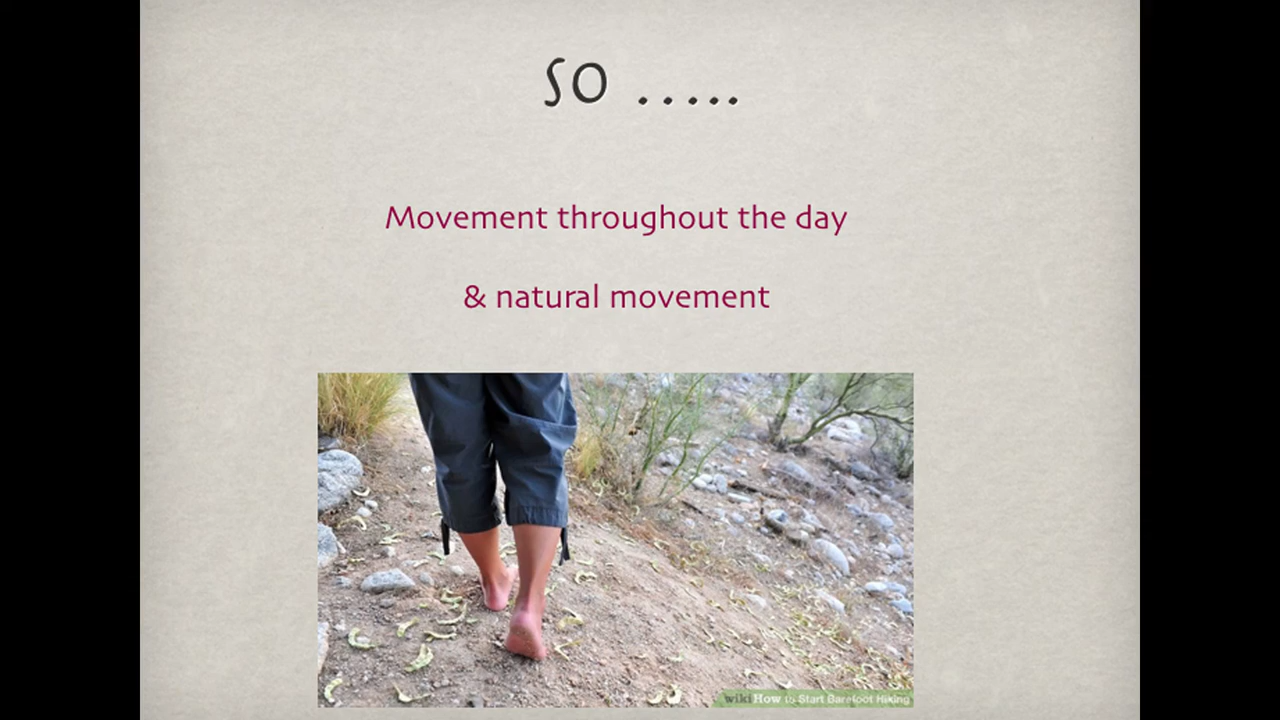 SO .....
Movement throughout the day
& natural movement
wikiHow to Start Barefoot Hiking